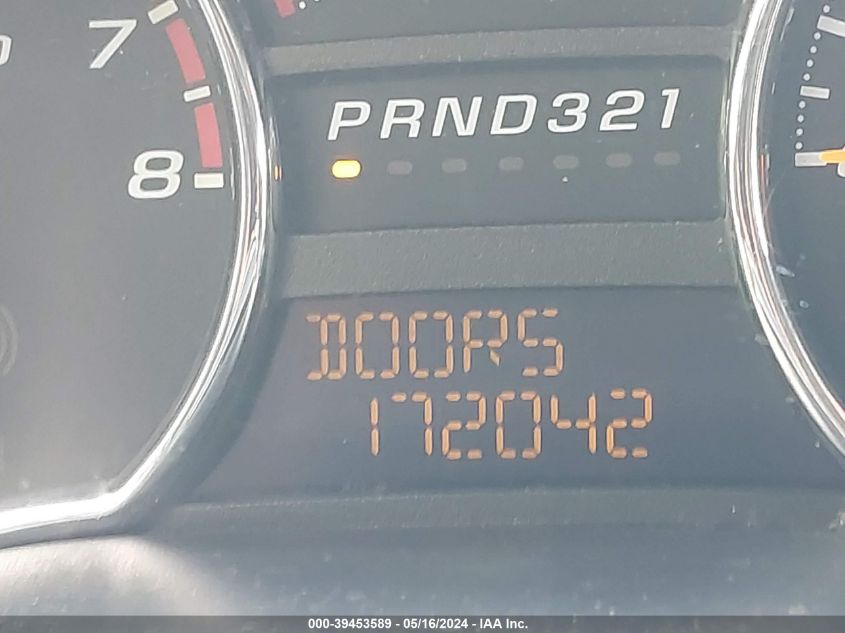 7
8
PRND321
DOORS
172042
000-39453589 - 05/16/2024 - IAA Inc.